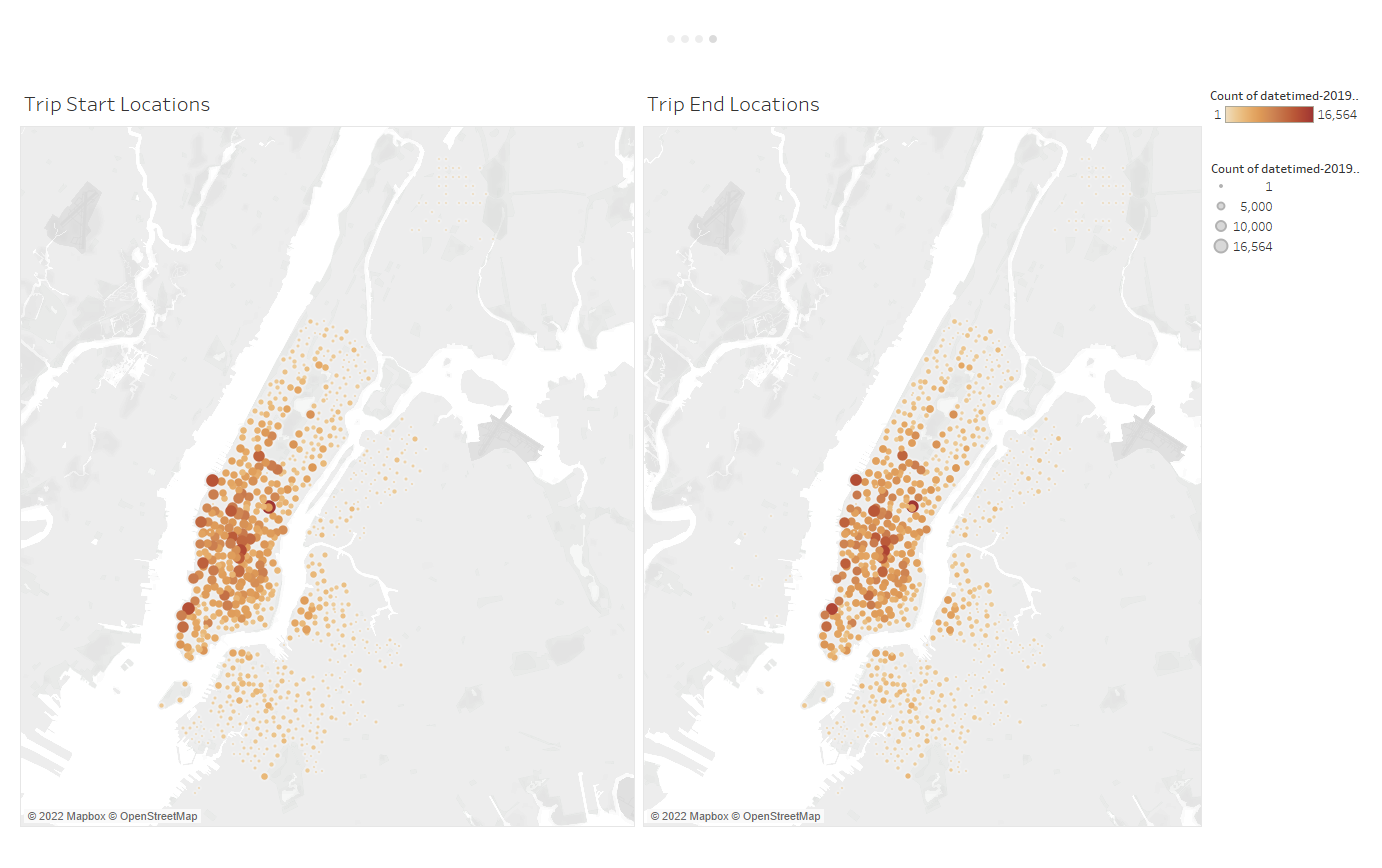 Trip Start Locations
Trip End Locations
Count of datetimed-2019..
1 16,564
Count of datetimed-2019..
1
5,000
10,000
16,564
© 2022 Mapbox © OpenStreetMap
© 2022 Mapbox © OpenStreetMap